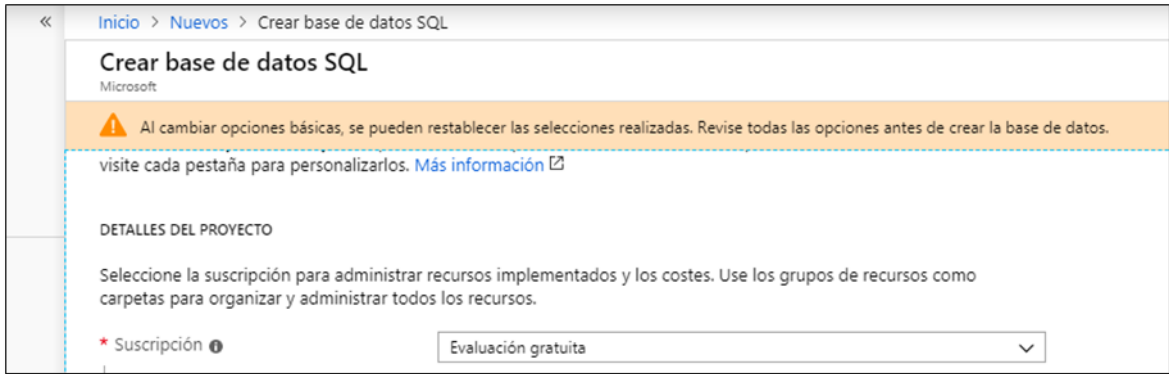 « Inicio > Nuevos > Crear base de datos SQL
Crear base de datos SQL
Microsoft
Al cambiar opciones básicas, se pueden restablecer las selecciones realizadas. Revise todas las opciones antes de crear la base de datos.
visite cada pestaña para personalizarlos. Más información
DETALLES DEL PROYECTO
Seleccione la suscripción para administrar recursos implementados y los costes. Use los grupos de recursos como
carpetas para organizar y administrar todos los recursos.
* Suscripción Evaluación gratuita